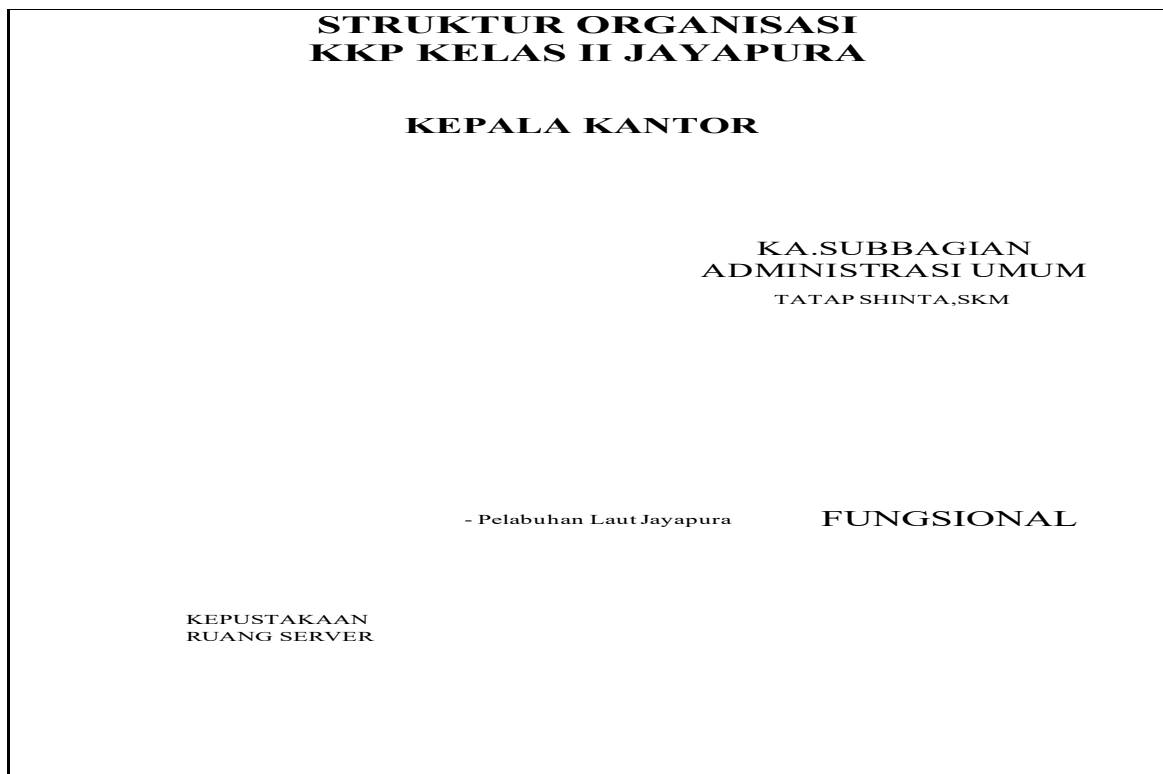 STRUKTUR ORGANISASI
KKP KELAS II JAYAPURA
KEPALA KANTOR
KA.SUBBAGIAN
ADMINISTRASI UMUM
TATAP SHINTA,SKM
- Pelabuhan Laut Jayapura
FUNGSIONAL
KEPUSTAKAAN
RUANG SERVER